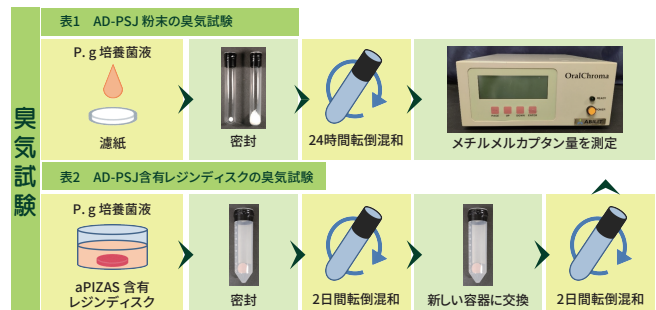 臭気試験
表1 AD-PSJ 粉末の臭気試験
P. g 培養菌液
濾紙
密封
24時間転倒混和
OralChroma
メチルメルカプタン量を測定
表2 AD-PSJ含有レジンディスクの臭気試験
P. g 培養菌液
aPIZAS 含有
レジンディスク
密封
2日間転倒混和
新しい容器に交換
2日間転倒混和